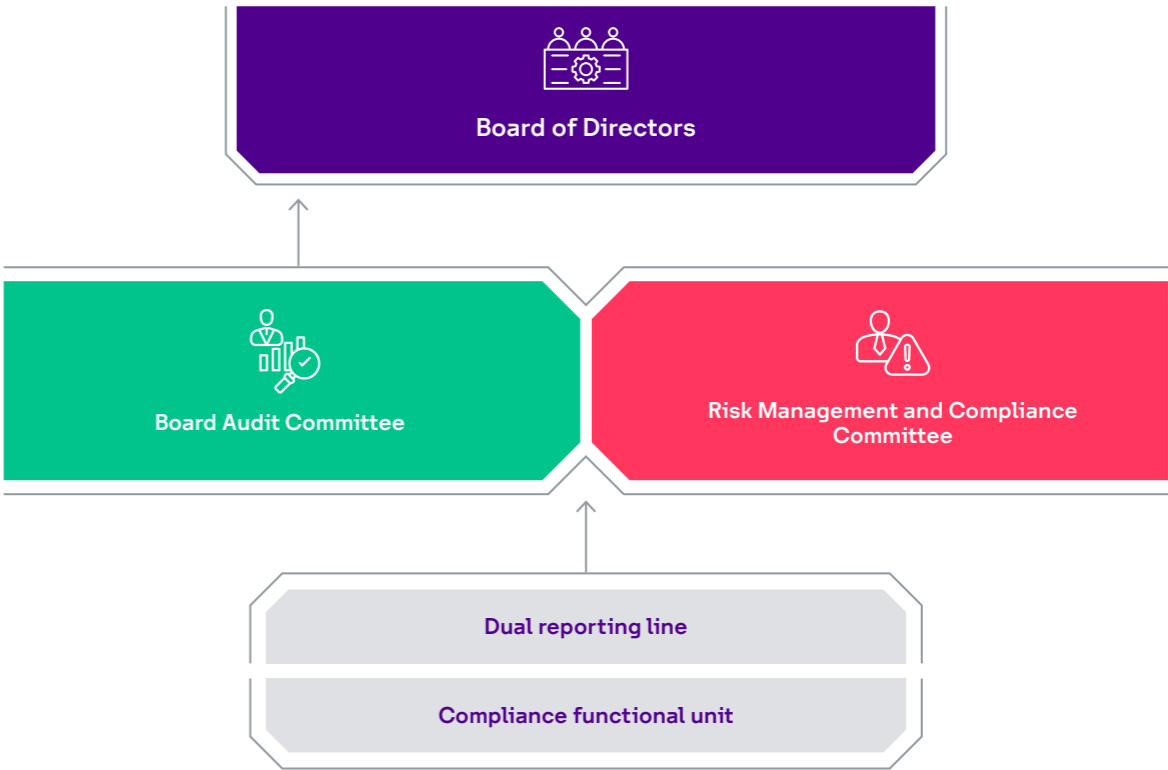 Board of Directors
Board Audit Committee
Risk Management and Compliance
Committee
Dual reporting line
Compliance functional unit